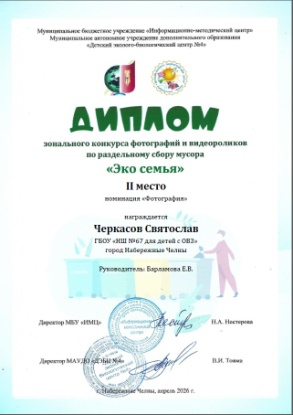 Муниципальное бюджетное учреждение «Информационно-методический центр»
Муниципальное автономное учреждение дополнительного образования
«Детский эколого-биологический центр №4»
ДИПЛОМ
зонального конкурса фотографий и видеороликов
по раздельному сбору мусора
«Эко семья»
II место
номинация «Фотография»
награждается
Черкасов Святослав
ГБОУ «НШ №67 для детей с ОВЗ»
город Набережные Челны
Руководитель: Барламова Е.В.
Директор МБУ «ИМЦ»
Н.А. Нестерова
Директор МАУДО «ДЭБЦ №4»
В.И. Томма
г. Набережные Челны, апрель 2026 г.